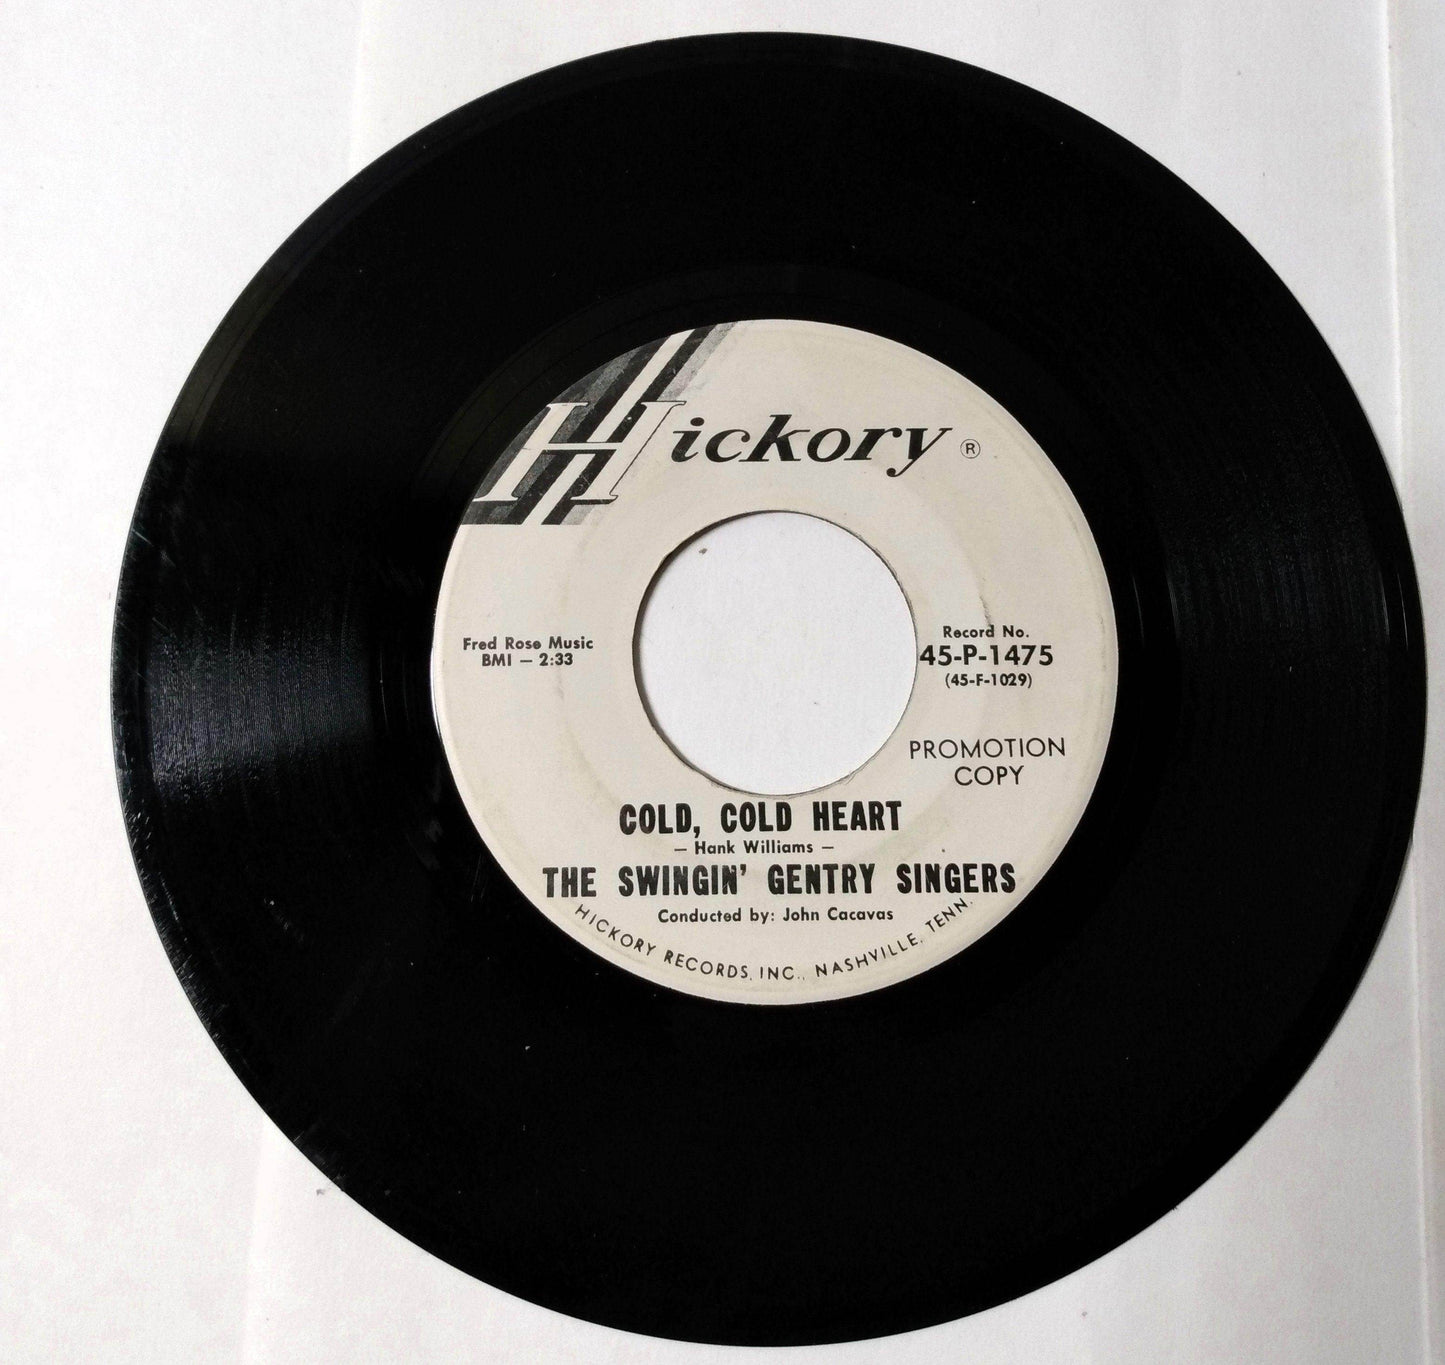 Hickory ®
Fred Rose Music
BMI — 2:33
Record No.
45-P-1475
(45-F-1029)
PROMOTION
COPY
COLD, COLD HEART
— Hank Williams —
THE SWINGIN' GENTRY SINGERS
Conducted by: John Cacavas
HICKORY RECORDS, INC., NASHVILLE, TENN.